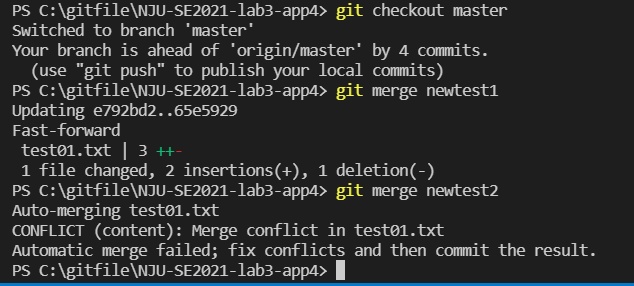 PS C:\gitfile\NJU-SE2021-lab3-app4> git checkout master
Switched to branch 'master'
Your branch is ahead of 'origin/master' by 4 commits.
  (use "git push" to publish your local commits)
PS C:\gitfile\NJU-SE2021-lab3-app4> git merge newtest1
Updating e792bd2..65e5929
Fast-forward
 test01.txt | 3 ++-
 1 file changed, 2 insertions(+), 1 deletion(-)
PS C:\gitfile\NJU-SE2021-lab3-app4> git merge newtest2
Auto-merging test01.txt
CONFLICT (content): Merge conflict in test01.txt
Automatic merge failed; fix conflicts and then commit the result.
PS C:\gitfile\NJU-SE2021-lab3-app4>